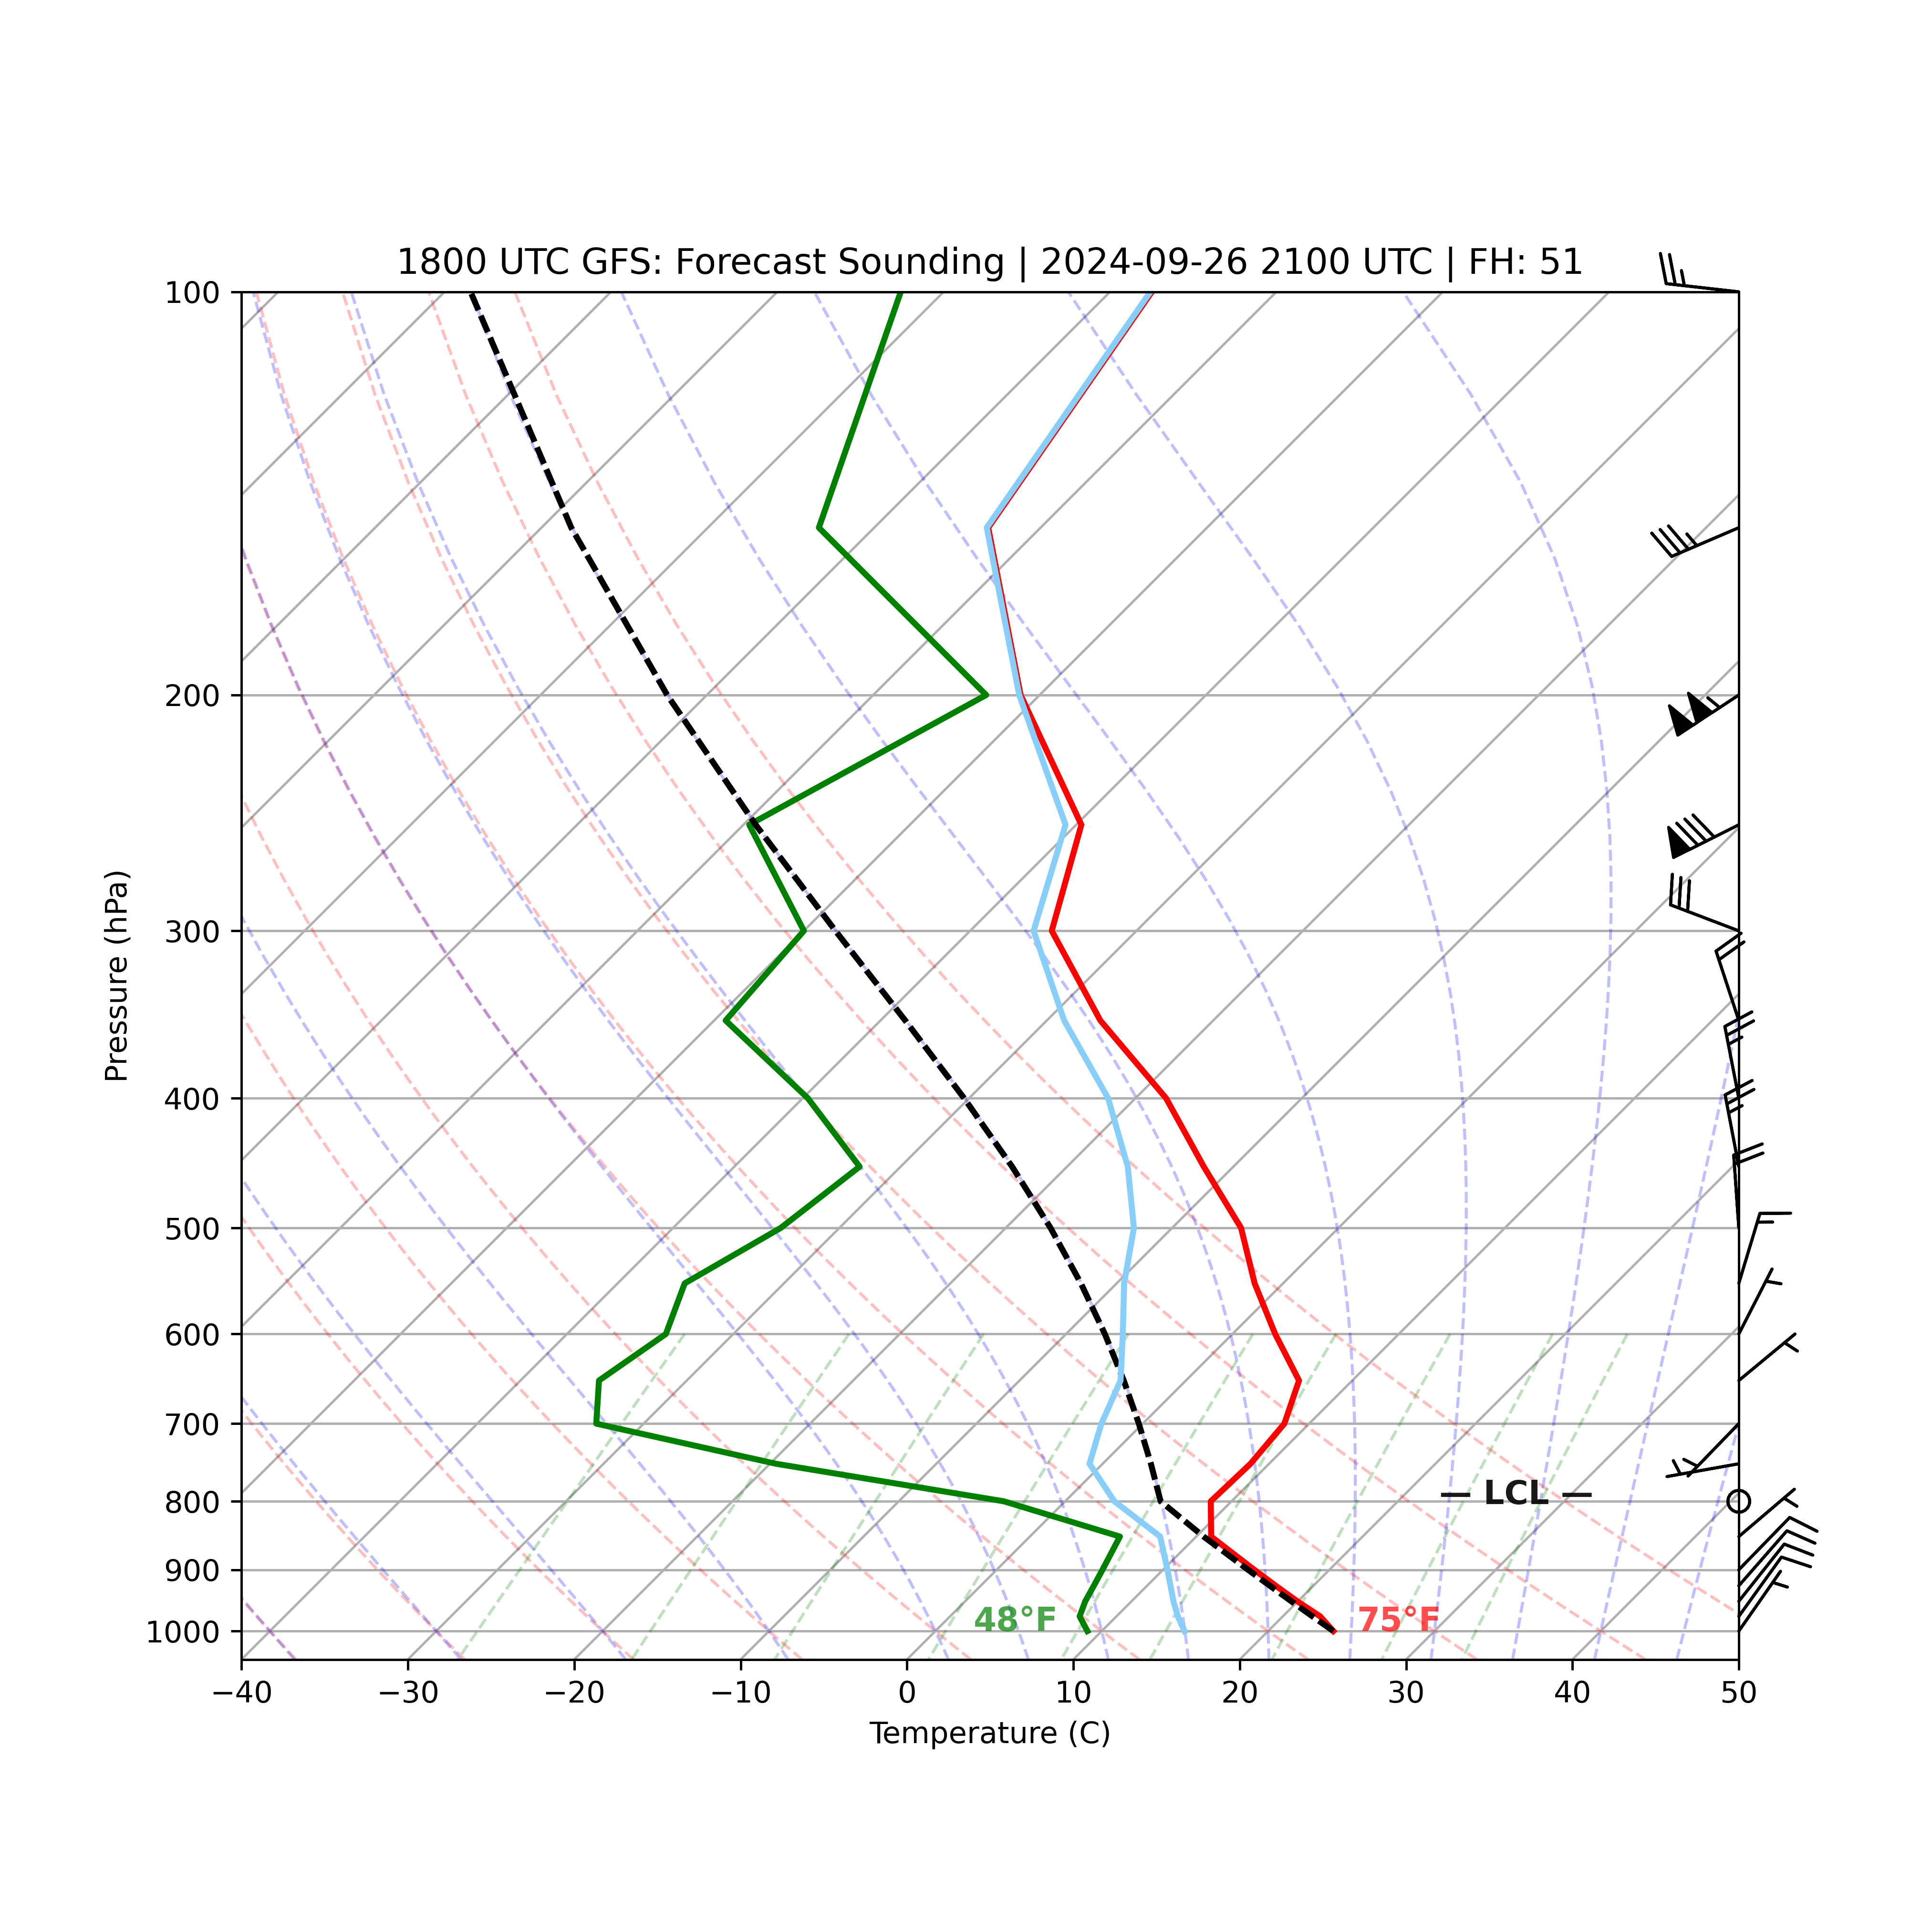 1800 UTC GFS: Forecast Sounding | 2024-09-26 2100 UTC | FH: 51
100
200
300
400
500
600
700
800
900
1000
Pressure (hPa)
— LCL —
48°F
75°F
−40 −30 −20 −10 0 10 20 30 40 50
Temperature (C)